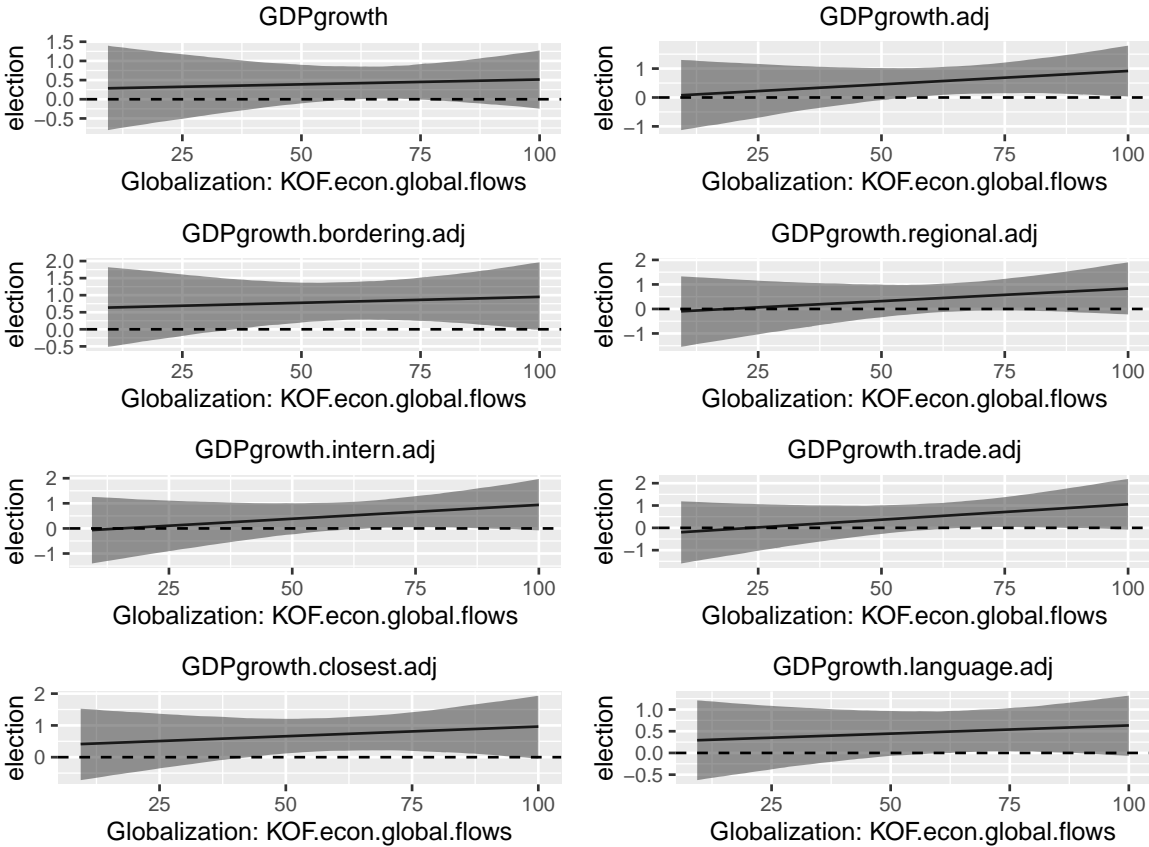 GDPgrowth
election
1.5
1.0
0.5
0.0
−0.5
25 50 75 100
Globalization: KOF.econ.global.flows
GDPgrowth.adj
election
1
0
−1
25 50 75 100
Globalization: KOF.econ.global.flows
GDPgrowth.bordering.adj
election
2.0
1.5
1.0
0.5
0.0
−0.5
25 50 75 100
Globalization: KOF.econ.global.flows
GDPgrowth.regional.adj
election
2
1
0
−1
25 50 75 100
Globalization: KOF.econ.global.flows
GDPgrowth.intern.adj
election
2
1
0
−1
25 50 75 100
Globalization: KOF.econ.global.flows
GDPgrowth.trade.adj
election
2
1
0
−1
25 50 75 100
Globalization: KOF.econ.global.flows
GDPgrowth.closest.adj
election
2
1
0
25 50 75 100
Globalization: KOF.econ.global.flows
GDPgrowth.language.adj
election
1.0
0.5
0.0
−0.5
25 50 75 100
Globalization: KOF.econ.global.flows